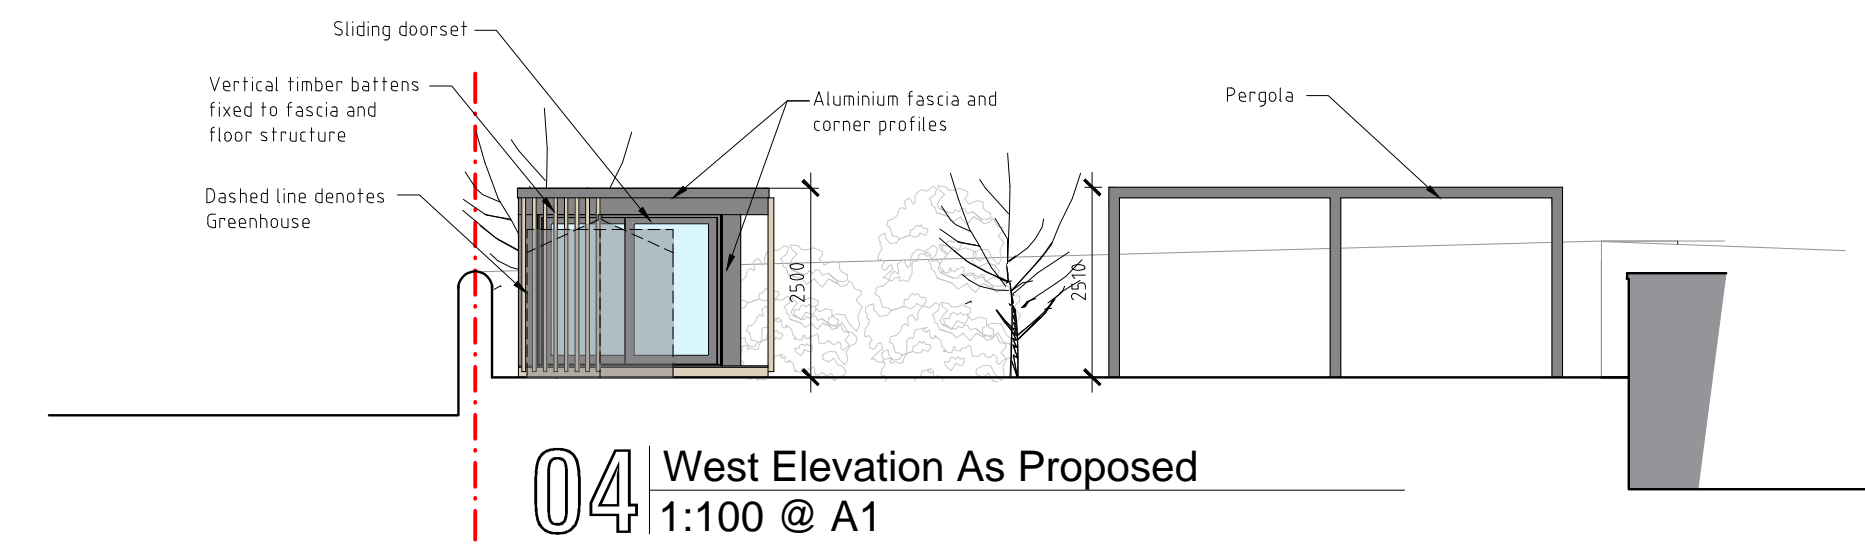 Sliding doorset
Vertical timber battens
fixed to fascia and
floor structure
Aluminium fascia and
corner profiles
Pergola
Dashed line denotes
Greenhouse
2500
2510
04
West Elevation As Proposed
1:100 @ A1